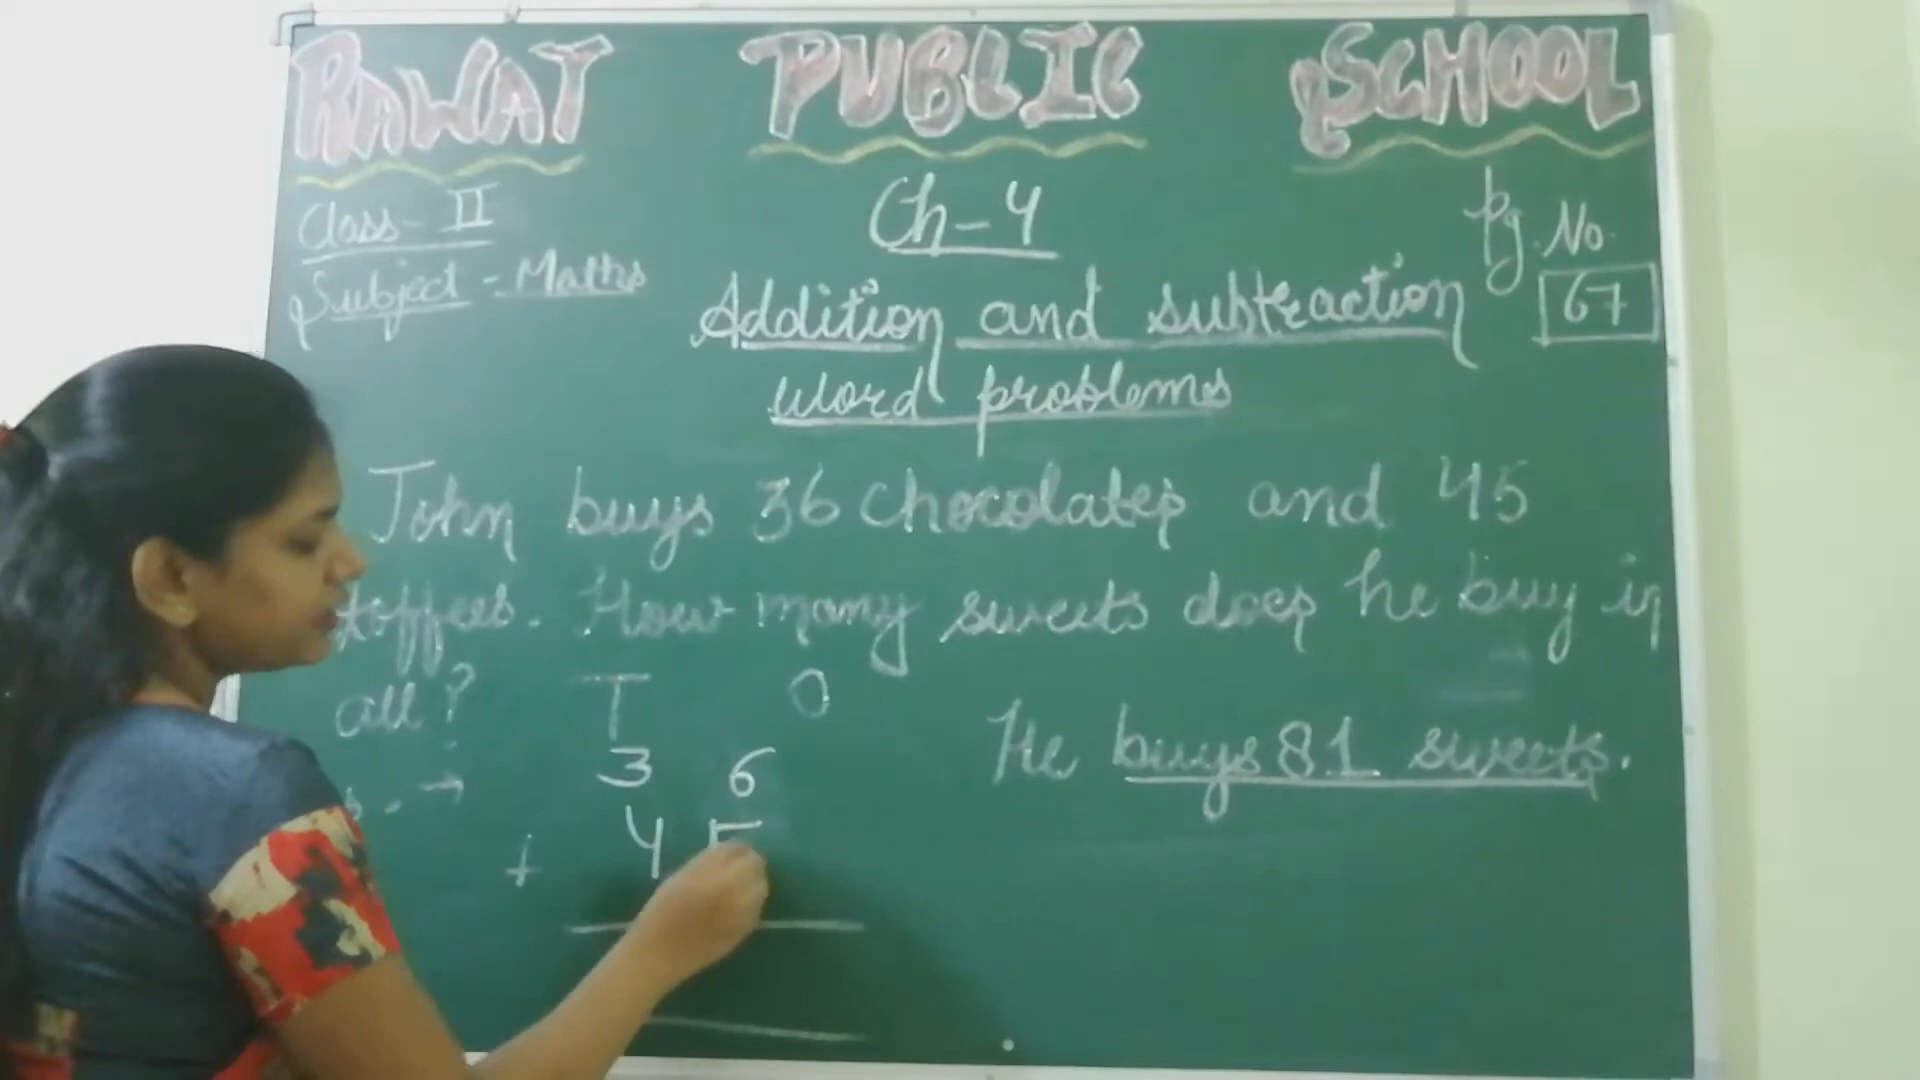 RAWAT PUBLIC SCHOOL
Class - II
Ch - 4
Pg. No.
67
Subject - Maths
Addition and subtraction
word problems
John buys 36 chocolates and 45
toffees. How many sweets does he buy in
all?
T O
3 6
+ 4 5
He buys 81 sweets.